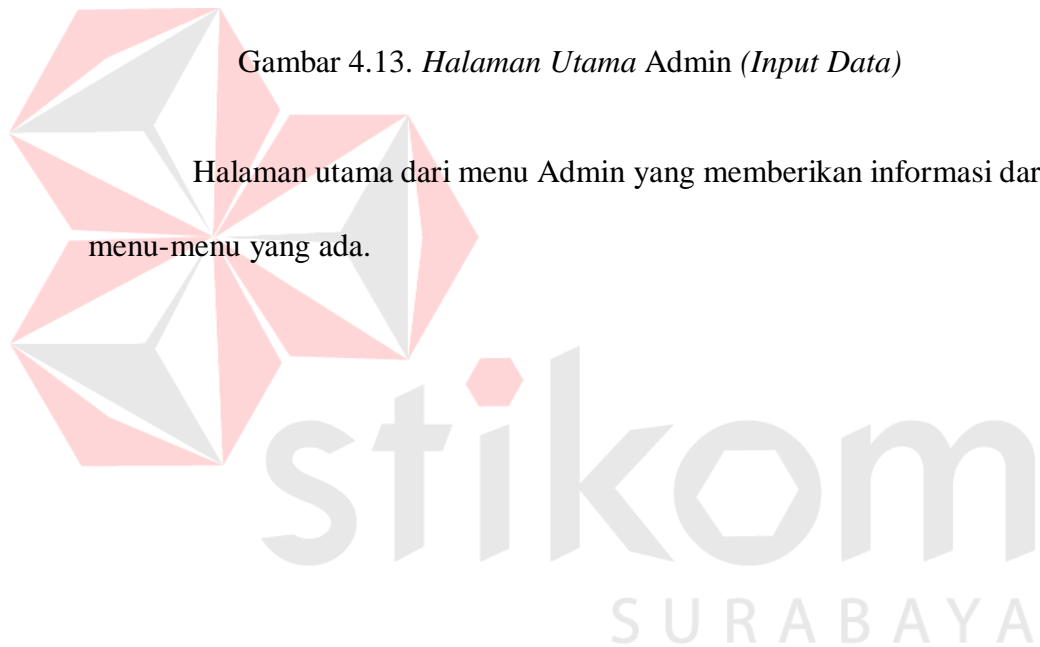 Gambar 4.13. Halaman Utama Admin (Input Data)
Halaman utama dari menu Admin yang memberikan informasi dar
menu-menu yang ada.
stikom
SURABAYA